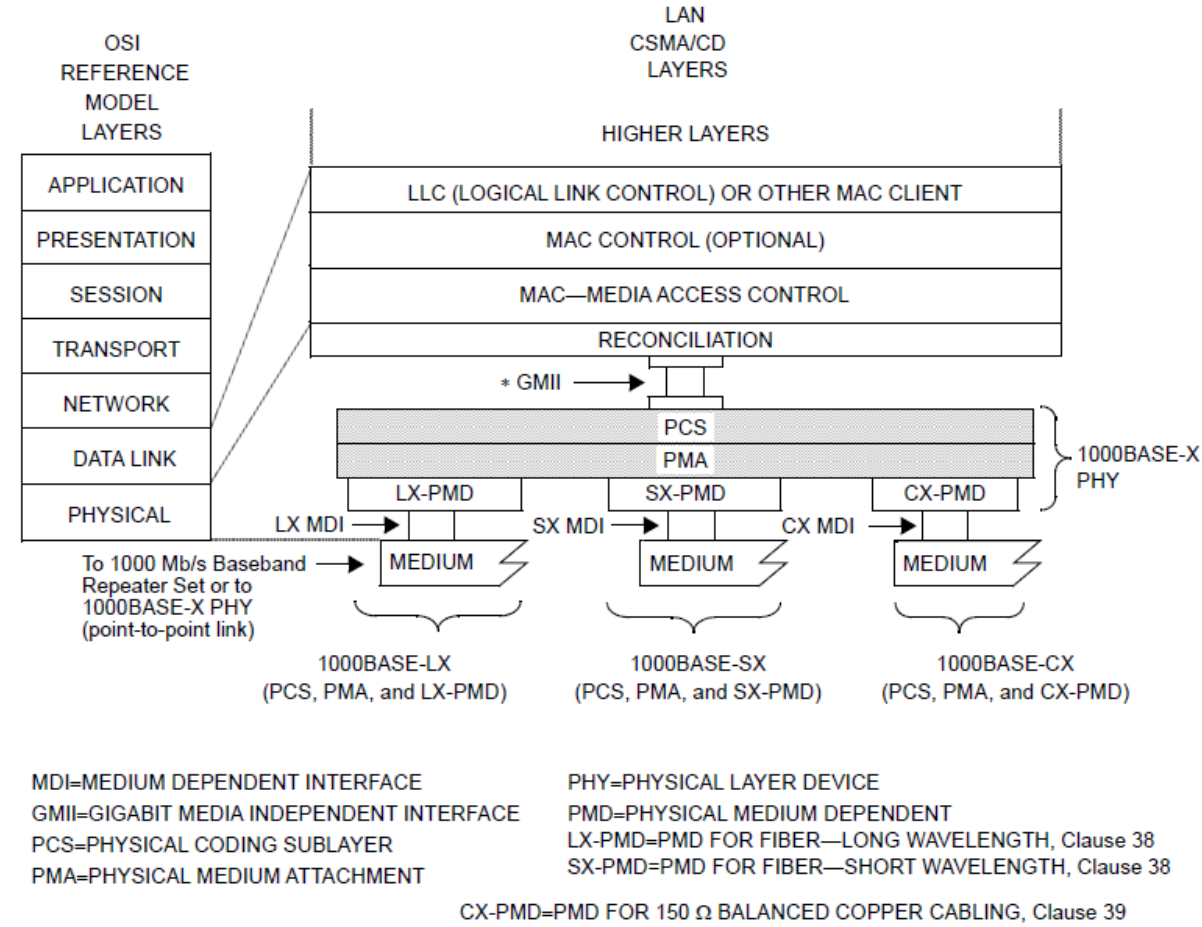 OSI
REFERENCE
MODEL
LAYERS
LAN
CSMA/CD
LAYERS
HIGHER LAYERS
APPLICATION
PRESENTATION
SESSION
TRANSPORT
NETWORK
DATA LINK
PHYSICAL
LLC (LOGICAL LINK CONTROL) OR OTHER MAC CLIENT
MAC CONTROL (OPTIONAL)
MAC—MEDIA ACCESS CONTROL
RECONCILIATION
* GMII
PCS
PMA
1000BASE-X
PHY
LX-PMD
SX-PMD
CX-PMD
LX MDI
SX MDI
CX MDI
MEDIUM
MEDIUM
MEDIUM
To 1000 Mb/s Baseband
Repeater Set or to
1000BASE-X PHY
(point-to-point link)
1000BASE-LX
(PCS, PMA, and LX-PMD)
1000BASE-SX
(PCS, PMA, and SX-PMD)
1000BASE-CX
(PCS, PMA, and CX-PMD)
MDI=MEDIUM DEPENDENT INTERFACE
GMII=GIGABIT MEDIA INDEPENDENT INTERFACE
PCS=PHYSICAL CODING SUBLAYER
PMA=PHYSICAL MEDIUM ATTACHMENT
PHY=PHYSICAL LAYER DEVICE
PMD=PHYSICAL MEDIUM DEPENDENT
LX-PMD=PMD FOR FIBER—LONG WAVELENGTH, Clause 38
SX-PMD=PMD FOR FIBER—SHORT WAVELENGTH, Clause 38
CX-PMD=PMD FOR 150 Ω BALANCED COPPER CABLING, Clause 39